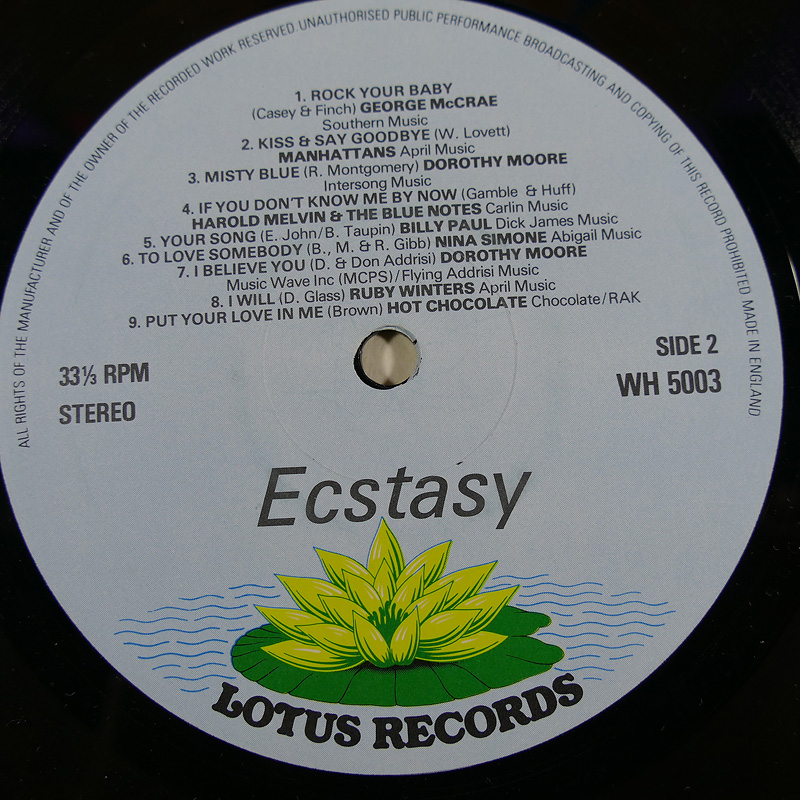 ALL RIGHTS OF THE MANUFACTURER AND OF THE OWNER OF THE RECORDED WORK RESERVED UNAUTHORISED PUBLIC PERFORMANCE BROADCASTING AND COPYING OF THIS RECORD PROHIBITED MADE IN ENGLAND
1. ROCK YOUR BABY
(Casey & Finch) GEORGE McCRAE
Southern Music
2. KISS & SAY GOODBYE (W. Lovett)
MANHATTANS April Music
3. MISTY BLUE (R. Montgomery) DOROTHY MOORE
Intersong Music
4. IF YOU DON'T KNOW ME BY NOW (Gamble & Huff)
HAROLD MELVIN & THE BLUE NOTES Carlin Music
5. YOUR SONG (E. John/B. Taupin) BILLY PAUL Dick James Music
6. TO LOVE SOMEBODY (B., M. & R. Gibb) NINA SIMONE Abigail Music
7. I BELIEVE YOU (D. & Don Addrisi) DOROTHY MOORE
Music Wave Inc (MCPS)/Flying Addrisi Music
8. I WILL (D. Glass) RUBY WINTERS April Music
9. PUT YOUR LOVE IN ME (Brown) HOT CHOCOLATE Chocolate/RAK
33⅓ RPM
STEREO
SIDE 2
WH 5003
Ecstasy
LOTUS RECORDS